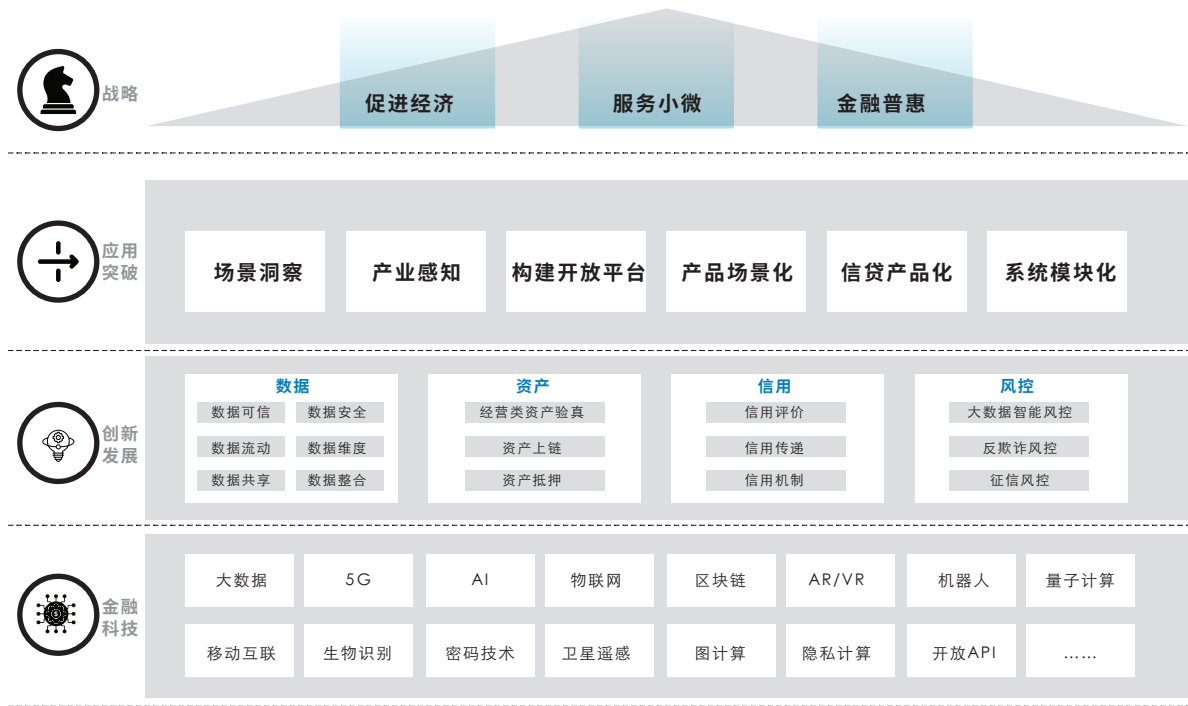 战略
促进经济
服务小微
金融普惠
应用
突破
场景洞察
产业感知
构建开放平台
产品场景化
信贷产品化
系统模块化
创新
发展
数据
数据可信
数据安全
数据流动
数据维度
数据共享
数据整合
资产
经营类资产验真
资产上链
资产抵押
信用
信用评价
信用传递
信用机制
风控
大数据智能风控
反欺诈风控
征信风控
金融
科技
大数据
5G
AI
物联网
区块链
AR/VR
机器人
量子计算
移动互联
生物识别
密码技术
卫星遥感
图计算
隐私计算
开放API
……